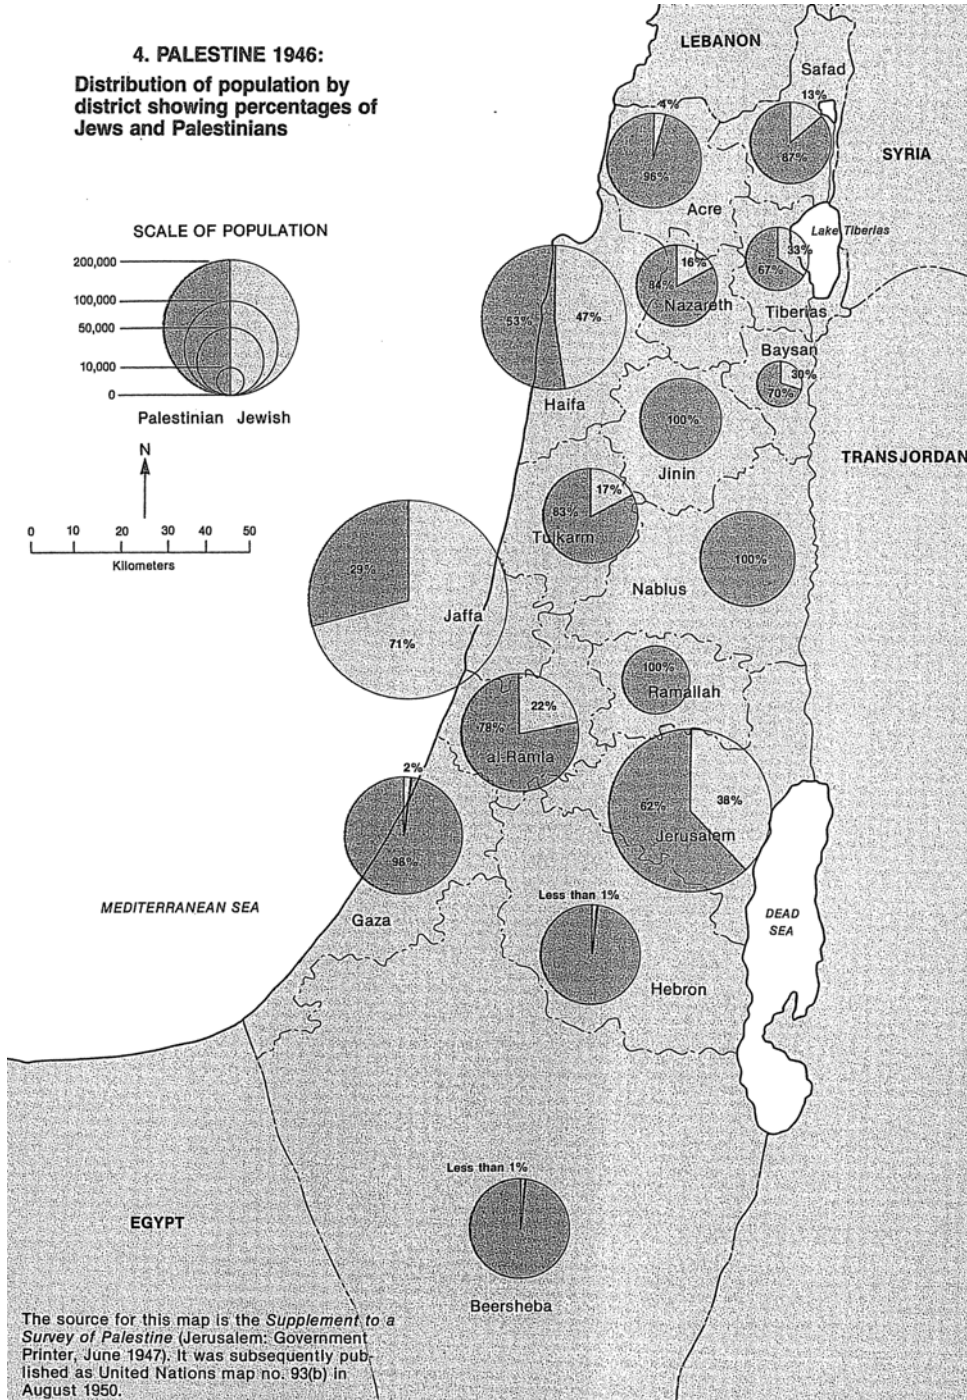 4. PALESTINE 1946:
Distribution of population by
district showing percentages of
Jews and Palestinians
SCALE OF POPULATION
200,000
100,000
50,000
10,000
0
Palestinian Jewish
N
0 10 20 30 40 50
Kilometers
LEBANON
Safad
13%
87%
SYRIA
4%
96%
Acre
Lake Tiberias
33%
67%
Tiberias
16%
84%
Nazareth
53%
47%
Haifa
Baysan
30%
70%
100%
Jinin
TRANSJORDAN
17%
83%
Tulkarm
100%
Nablus
29%
Jaffa
71%
100%
Ramallah
22%
78%
al-Ramla
38%
62%
Jerusalem
2%
98%
Gaza
MEDITERRANEAN SEA
DEAD
SEA
Less than 1%
Hebron
Less than 1%
Beersheba
EGYPT
The source for this map is the Supplement to a
Survey of Palestine (Jerusalem: Government
Printer, June 1947). It was subsequently pub-
lished as United Nations map no. 93(b) in
August 1950.